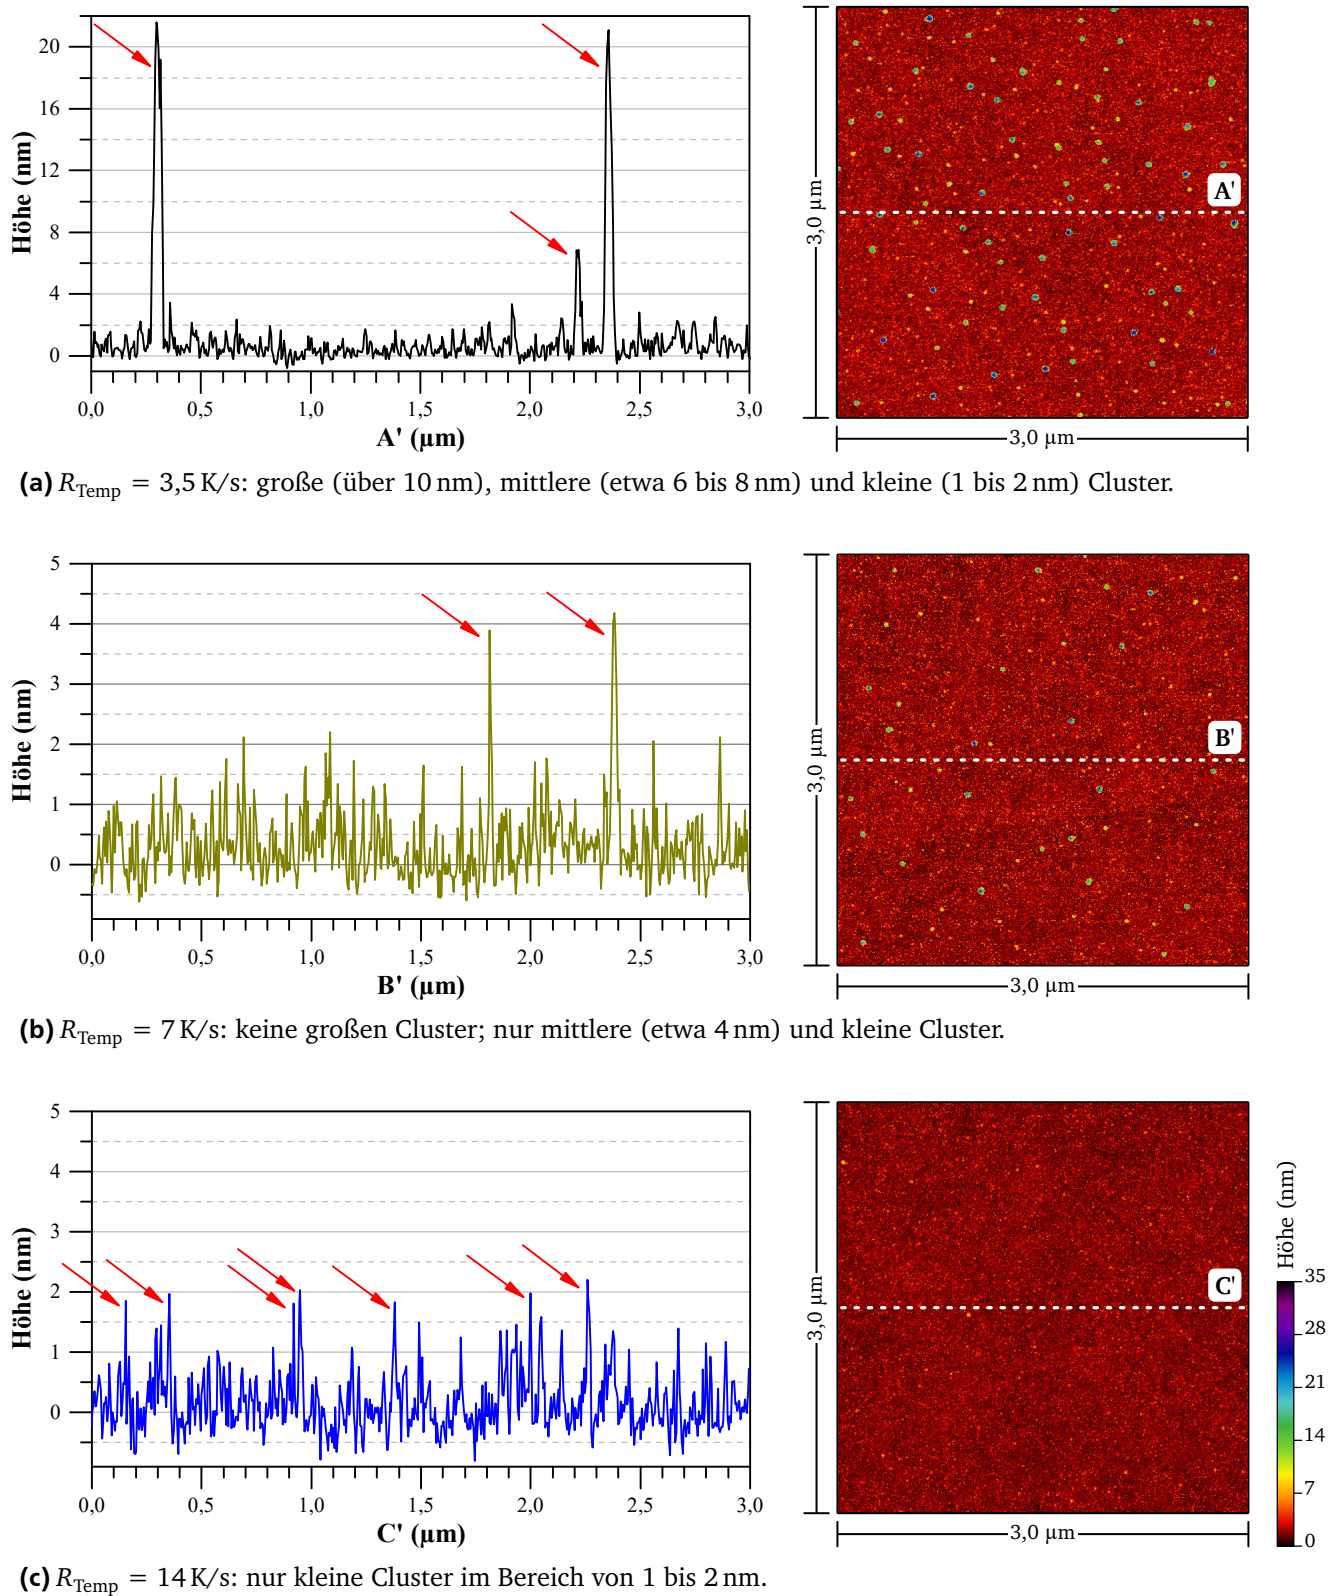 20
16
12
8
4
0
Höhe (nm)
0,0 0,5 1,0 1,5 2,0 2,5 3,0
A' (µm)
3,0 µm
A'
3,0 µm
(a) R_Temp = 3,5 K/s: große (über 10 nm), mittlere (etwa 6 bis 8 nm) und kleine (1 bis 2 nm) Cluster.
5
4
3
2
1
0
Höhe (nm)
0,0 0,5 1,0 1,5 2,0 2,5 3,0
B' (µm)
3,0 µm
B'
3,0 µm
(b) R_Temp = 7 K/s: keine großen Cluster; nur mittlere (etwa 4 nm) und kleine Cluster.
5
4
3
2
1
0
Höhe (nm)
0,0 0,5 1,0 1,5 2,0 2,5 3,0
C' (µm)
3,0 µm
C'
3,0 µm
Höhe (nm)
35
28
21
14
7
0
(c) R_Temp = 14 K/s: nur kleine Cluster im Bereich von 1 bis 2 nm.